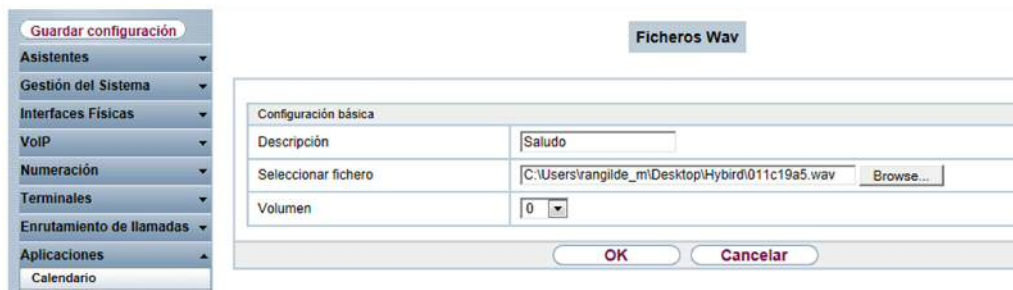 Guardar configuración
Asistentes
Gestión del Sistema
Interfaces Físicas
VoIP
Numeración
Terminales
Enrutamiento de llamadas
Aplicaciones
Calendario
Ficheros Wav
Configuración básica
Descripción Saludo
Seleccionar fichero C:\Users\rangilde_m\Desktop\Hybird\011c19a5.wav Browse...
Volumen 0
OK Cancelar